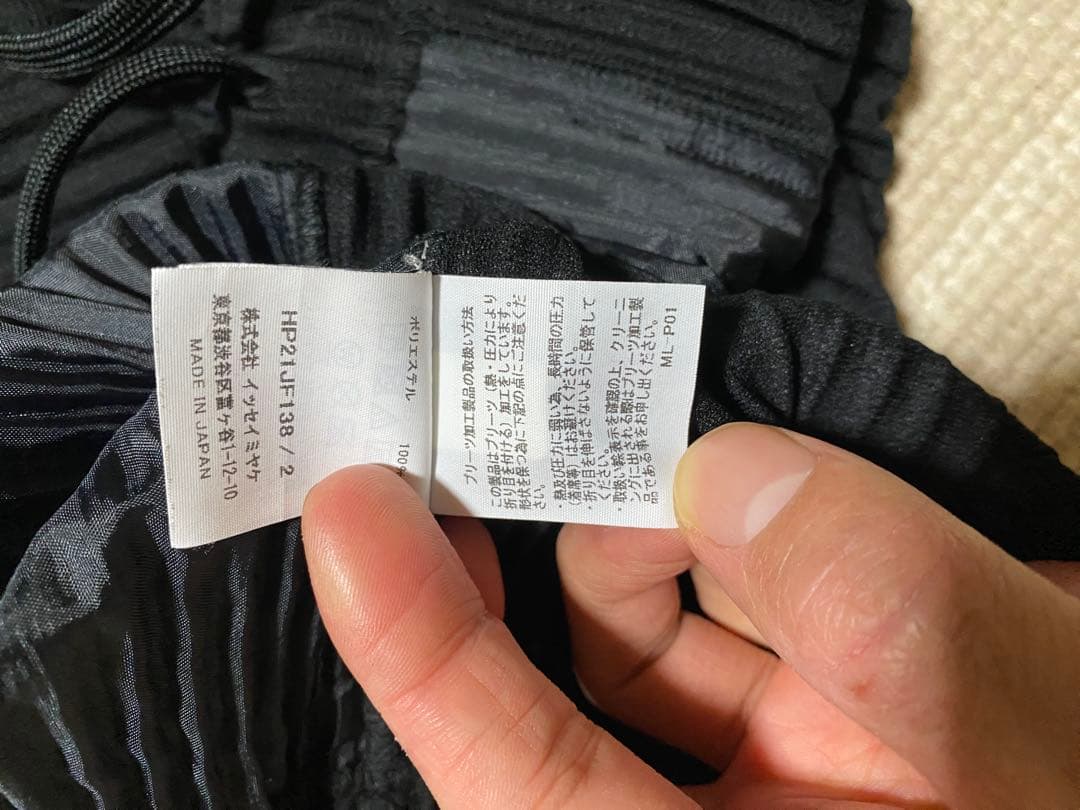 ポリエステル 100%
HP21JF138 / 2
株式会社 イッセイミヤケ
東京都渋谷区富ヶ谷1-12-10
MADE IN JAPAN
プリーツ加工製品の取扱い方法
この製品はプリーツ（熱・圧力により
折り目を付ける）加工をしています。
形状を保つ為に下記の点にご注意くだ
さい。
・熱及び圧力に弱い為、長時間の圧力
（着席等）はお避けください。
・折り目を伸ばさないように保管して
ください。
・取扱い絵表示を確認の上、クリーニ
ングに出される際はプリーツ加工製
品である事をお申し出ください。
ML-P01